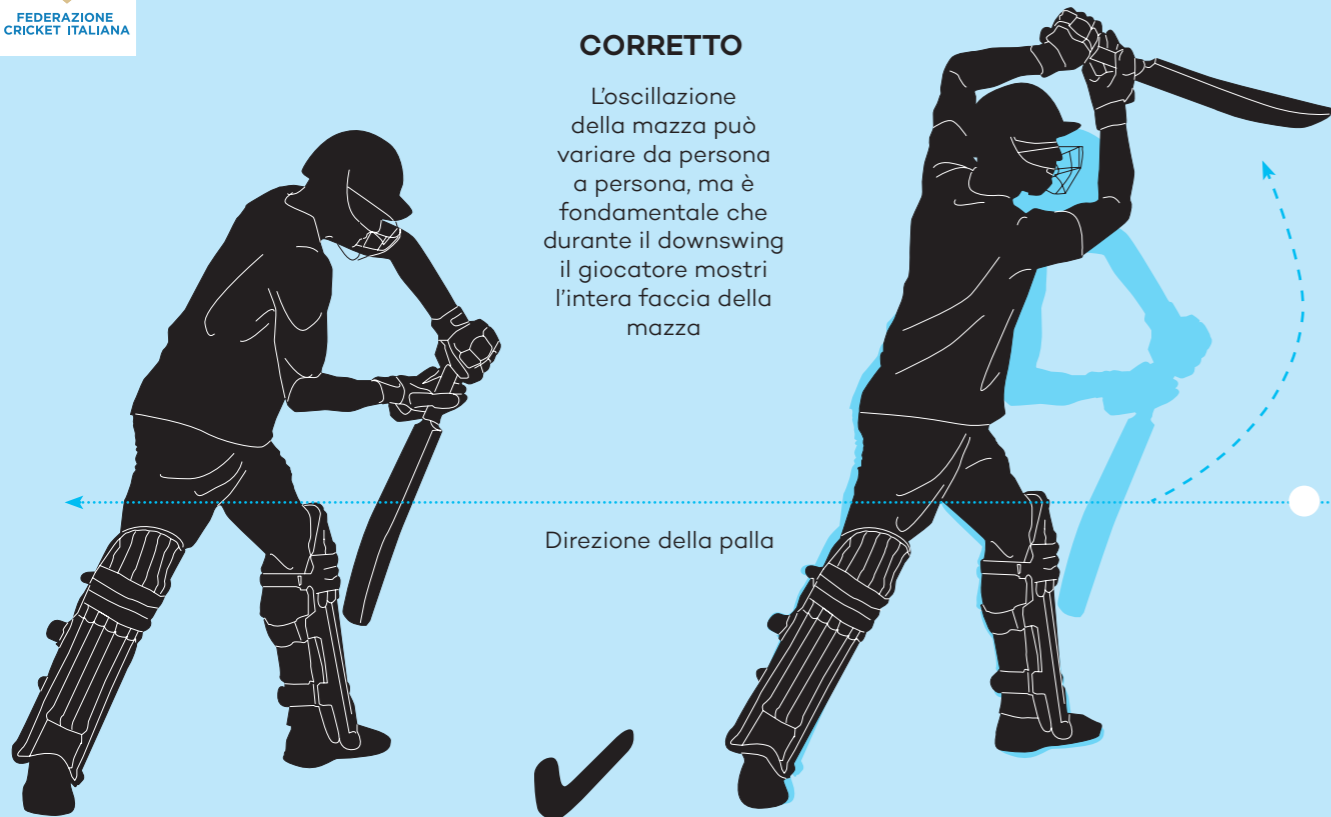 FEDERAZIONE
CRICKET ITALIANA
CORRETTO
L'oscillazione
della mazza può
variare da persona
a persona, ma è
fondamentale che
durante il downswing
il giocatore mostri
l'intera faccia della
mazza
Direzione della palla